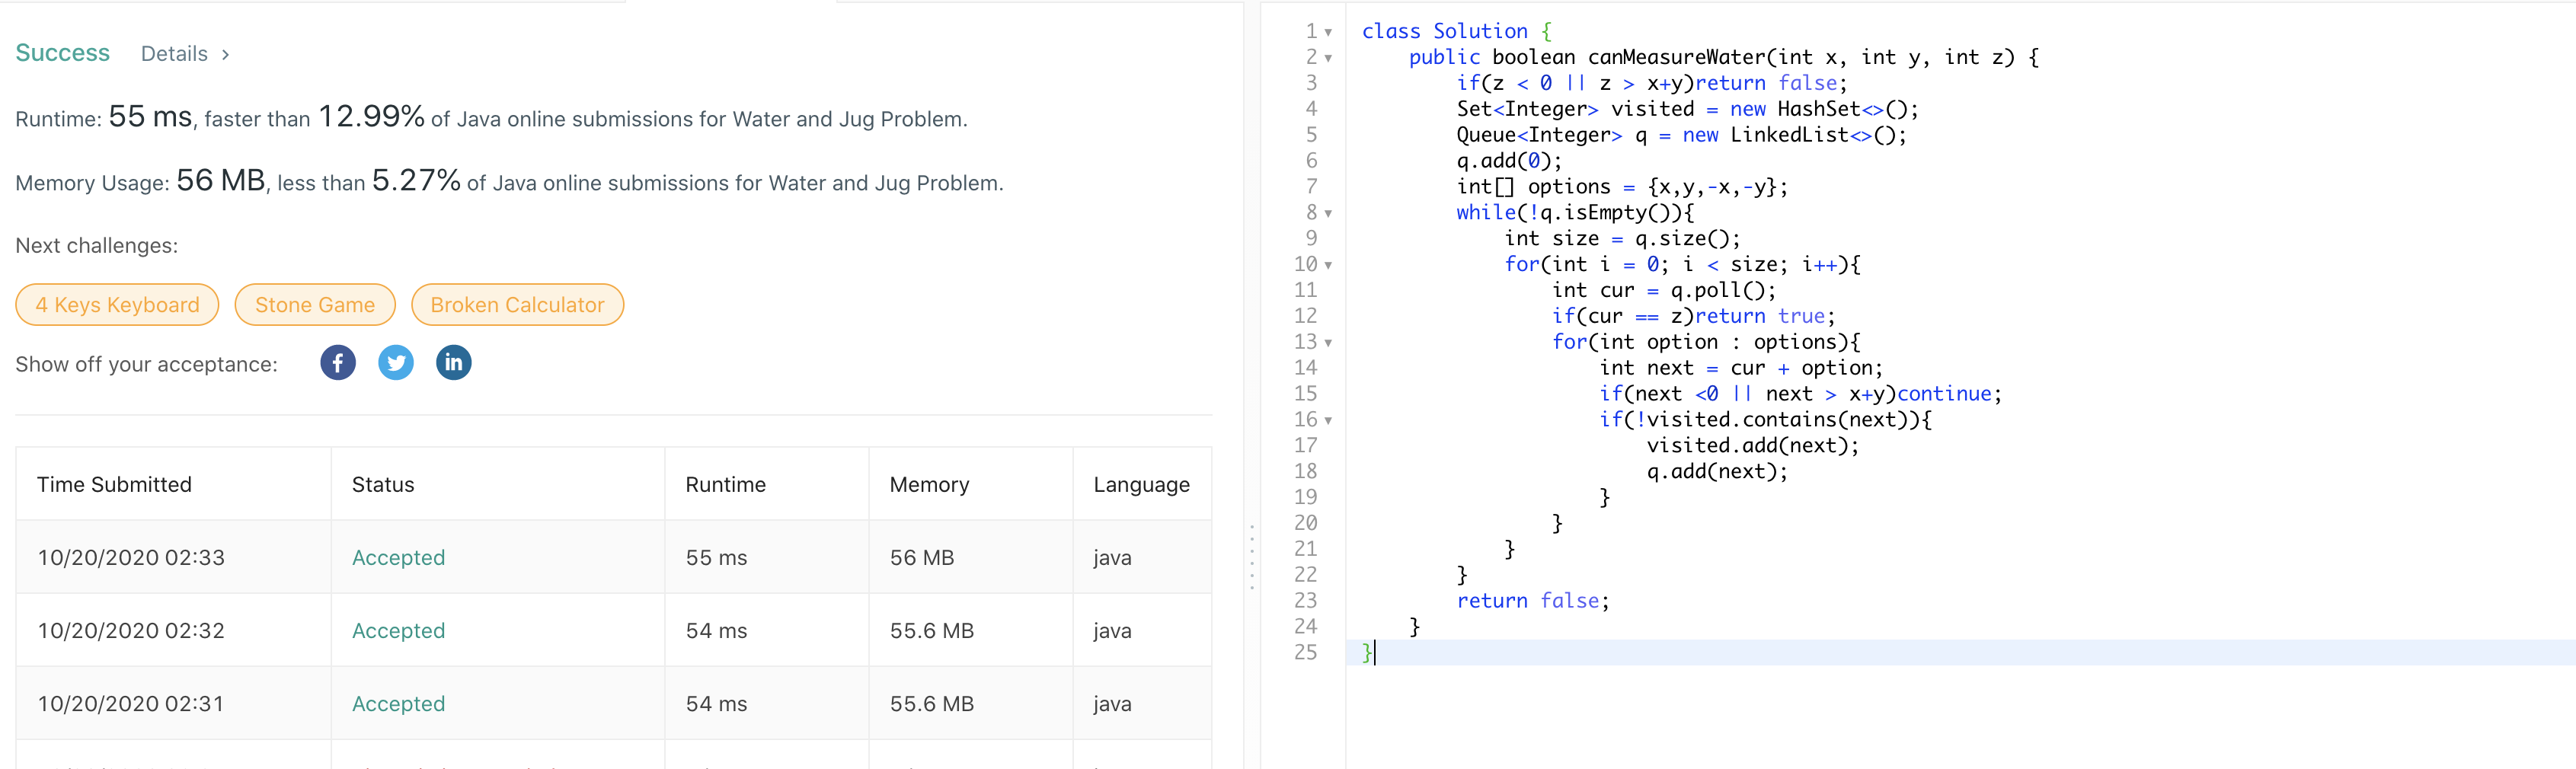 Success Details >
Runtime: 55 ms, faster than 12.99% of Java online submissions for Water and Jug Problem.
Memory Usage: 56 MB, less than 5.27% of Java online submissions for Water and Jug Problem.
Next challenges:
4 Keys Keyboard Stone Game Broken Calculator
Show off your acceptance: f in
Time Submitted Status Runtime Memory Language
10/20/2020 02:33 Accepted 55 ms 56 MB java
10/20/2020 02:32 Accepted 54 ms 55.6 MB java
10/20/2020 02:31 Accepted 54 ms 55.6 MB java
1 class Solution {
2     public boolean canMeasureWater(int x, int y, int z) {
3         if(z < 0 || z > x+y)return false;
4         Set<Integer> visited = new HashSet<>();
5         Queue<Integer> q = new LinkedList<>();
6         q.add(0);
7         int[] options = {x,y,-x,-y};
8         while(!q.isEmpty()){
9             int size = q.size();
10             for(int i = 0; i < size; i++){
11                 int cur = q.poll();
12                 if(cur == z)return true;
13                 for(int option : options){
14                     int next = cur + option;
15                     if(next <0 || next > x+y)continue;
16                     if(!visited.contains(next)){
17                         visited.add(next);
18                         q.add(next);
19                     }
20                 }
21             }
22         }
23         return false;
24     }
25 }